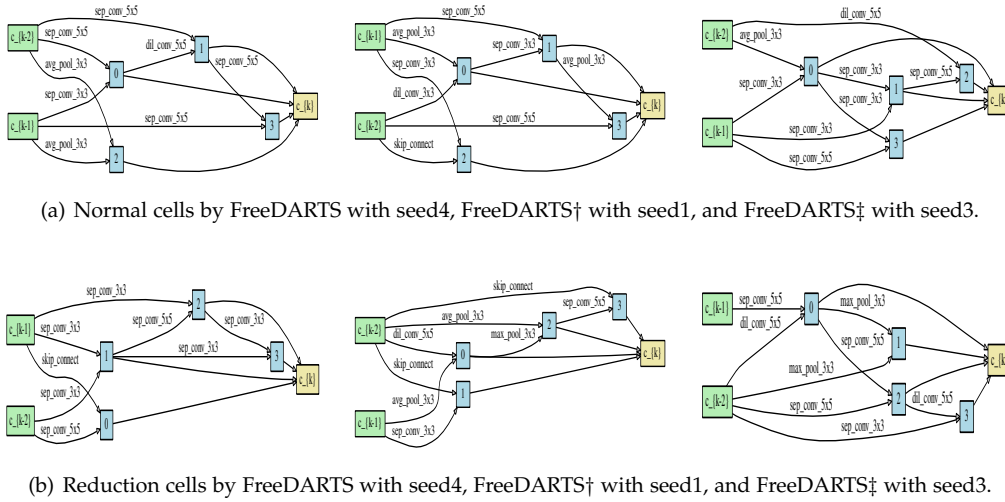 sep_conv_5x5
c_{k-2}
sep_conv_5x5
dil_conv_5x5
1
avg_pool_3x3
sep_conv_5x5
0
sep_conv_3x3
c_{k}
c_{k-1}
sep_conv_5x5
3
avg_pool_3x3
2
sep_conv_5x5
c_{k-1}
avg_pool_3x3
sep_conv_3x3
1
sep_conv_3x3
avg_pool_3x3
0
dil_conv_3x3
c_{k}
c_{k-2}
sep_conv_5x5
3
skip_connect
2
dil_conv_5x5
c_{k-2}
avg_pool_3x3
0
sep_conv_3x3
sep_conv_3x3
sep_conv_5x5
2
1
c_{k}
sep_conv_3x3
c_{k-1}
sep_conv_3x3
3
sep_conv_5x5
(a) Normal cells by FreeDARTS with seed4, FreeDARTS† with seed1, and FreeDARTS‡ with seed3.
sep_conv_3x3
2
c_{k-1}
sep_conv_3x3
sep_conv_5x5
sep_conv_3x3
skip_connect
1
sep_conv_3x3
3
c_{k}
sep_conv_3x3
c_{k-2}
sep_conv_5x5
0
skip_connect
3
c_{k-2}
avg_pool_3x3
sep_conv_5x5
2
dil_conv_5x5
max_pool_3x3
0
c_{k}
skip_connect
1
avg_pool_3x3
c_{k-1}
sep_conv_3x3
c_{k-1}
sep_conv_5x5
0
max_pool_3x3
dil_conv_5x5
sep_conv_5x5
1
c_{k}
max_pool_3x3
c_{k-2}
sep_conv_5x5
2
dil_conv_5x5
3
sep_conv_3x3
(b) Reduction cells by FreeDARTS with seed4, FreeDARTS† with seed1, and FreeDARTS‡ with seed3.